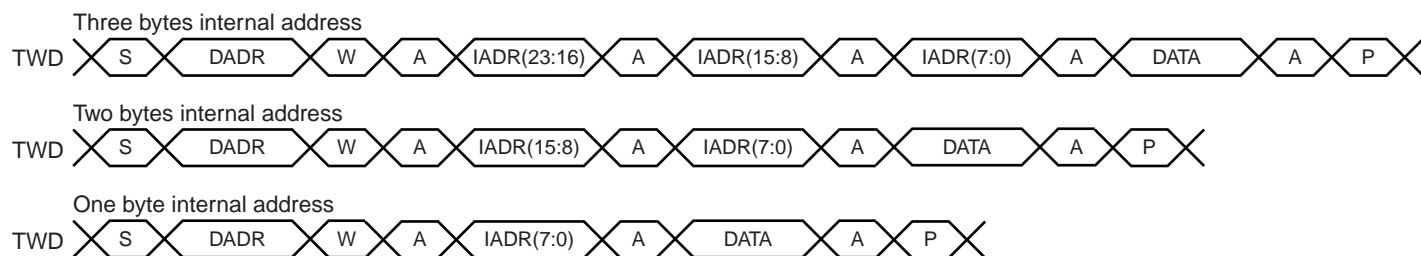 Three bytes internal address
TWD S DADR W A IADR(23:16) A IADR(15:8) A IADR(7:0) A DATA A P
Two bytes internal address
TWD S DADR W A IADR(15:8) A IADR(7:0) A DATA A P
One byte internal address
TWD S DADR W A IADR(7:0) A DATA A P